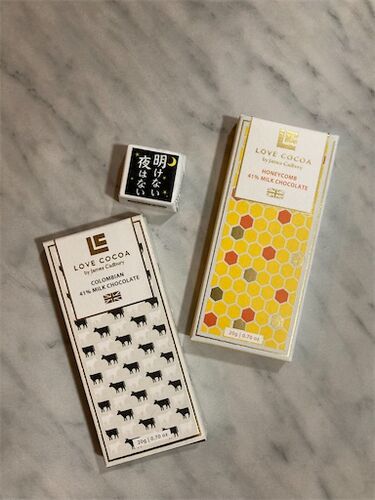 明けない
夜はない
LOVE COCOA
by James Cadbury
HONEYCOMB
41% MILK CHOCOLATE
20g | 0.70 oz
LOVE COCOA
by James Cadbury
COLOMBIAN
41% MILK CHOCOLATE
20g | 0.70 oz